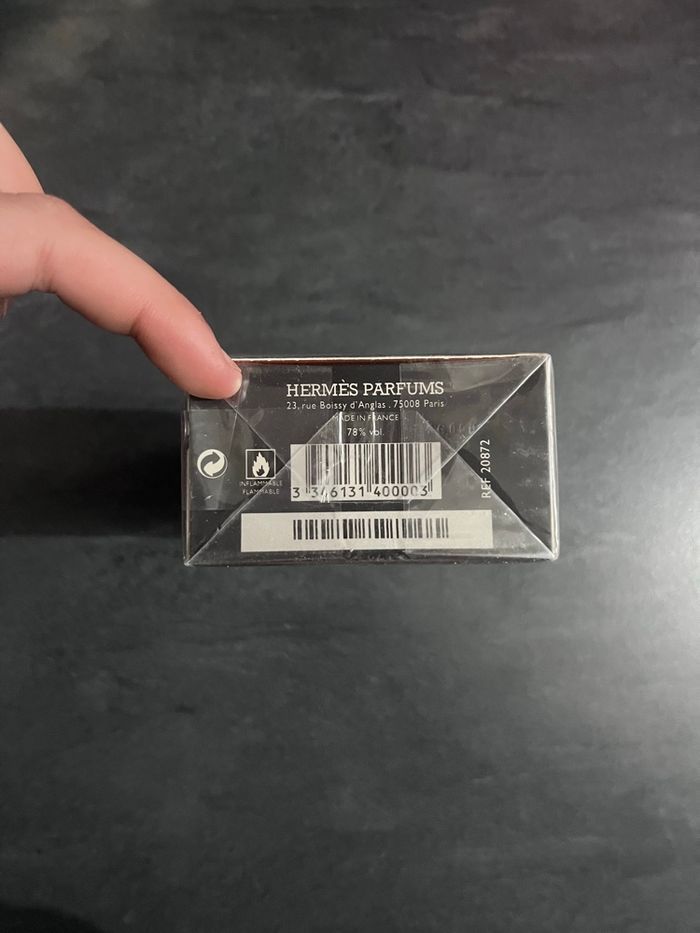 HERMÈS PARFUMS
23, rue Boissy d'Anglas . 75008 Paris
MADE IN FRANCE
78% vol.
INFLAMMABLE
FLAMMABLE
3 346131 400003
REF 20872